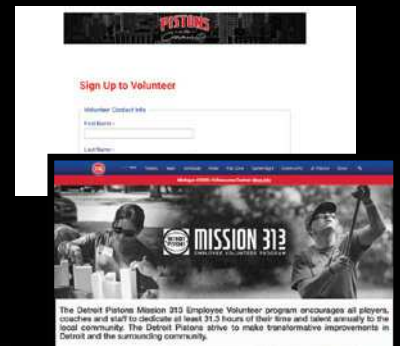 PISTONS
Sign Up to Volunteer
Volunteer Contact Info
First Name
Last Name
DETROIT
PISTONS
MISSION 313
EMPLOYEE VOLUNTEER PROGRAM
The Detroit Pistons Mission 313 Employee Volunteer program encourages all players,
coaches and staff to dedicate at least 31.3 hours of their time and talent annually to the
local community. The Detroit Pistons strive to make transformative improvements in
Detroit and the surrounding community.